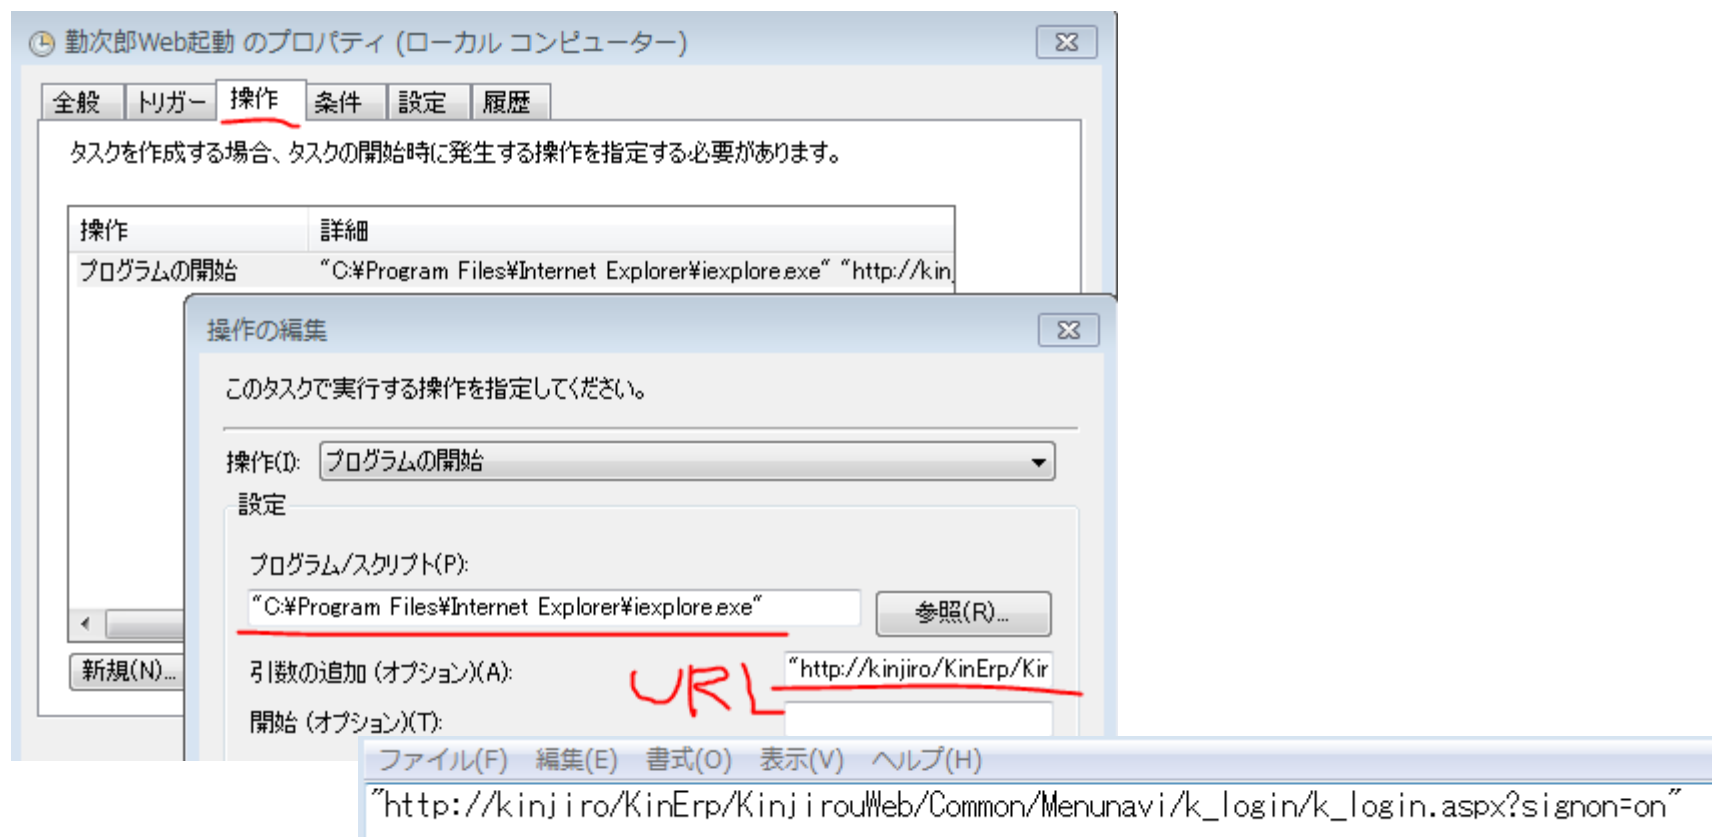 勤次郎Web起動 のプロパティ (ローカル コンピューター)
全般 トリガー 操作 条件 設定 履歴
タスクを作成する場合、タスクの開始時に発生する操作を指定する必要があります。
操作 詳細
プログラムの開始 "C:¥Program Files¥Internet Explorer¥iexplore.exe" "http://kin
操作の編集
このタスクで実行する操作を指定してください。
操作(I): プログラムの開始
設定
プログラム/スクリプト(P):
"C:¥Program Files¥Internet Explorer¥iexplore.exe" 参照(R)...
新規(N)...
引数の追加 (オプション)(A): URL "http://kinjiro/KinErp/Kir
開始 (オプション)(T):
ファイル(F) 編集(E) 書式(O) 表示(V) ヘルプ(H)
"http://kinjiro/KinErp/KinjirouWeb/Common/Menunavi/k_login/k_login.aspx?signon=on"